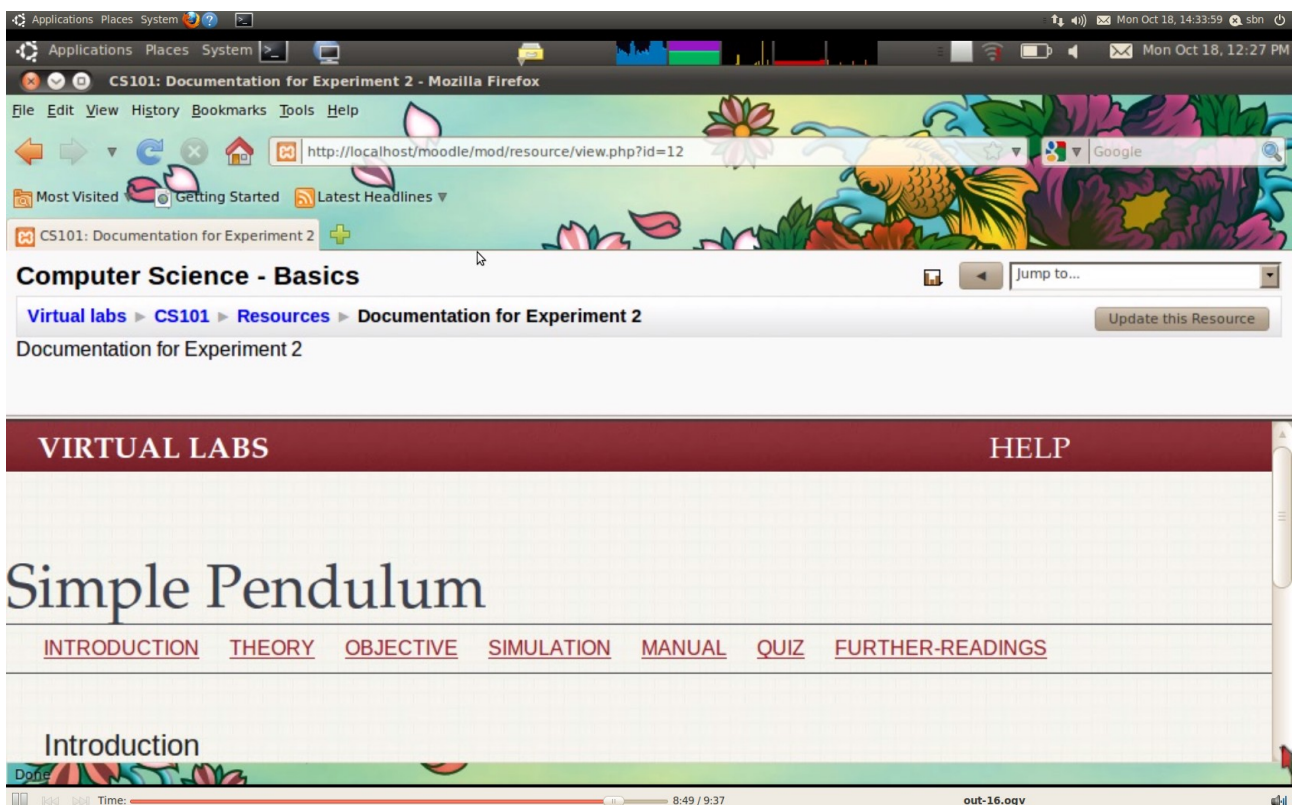 Applications Places System Mon Oct 18, 14:33:59 sbn
Applications Places System Mon Oct 18, 12:27 PM
CS101: Documentation for Experiment 2 - Mozilla Firefox
File Edit View History Bookmarks Tools Help
http://localhost/moodle/mod/resource/view.php?id=12 Google
Most Visited Getting Started Latest Headlines
CS101: Documentation for Experiment 2
Computer Science - Basics Jump to...
Virtual labs ► CS101 ► Resources ► Documentation for Experiment 2 Update this Resource
Documentation for Experiment 2
VIRTUAL LABS HELP
Simple Pendulum
INTRODUCTION THEORY OBJECTIVE SIMULATION MANUAL QUIZ FURTHER-READINGS
Introduction
Done
Time: 8:49 / 9:37 out-16.ogv